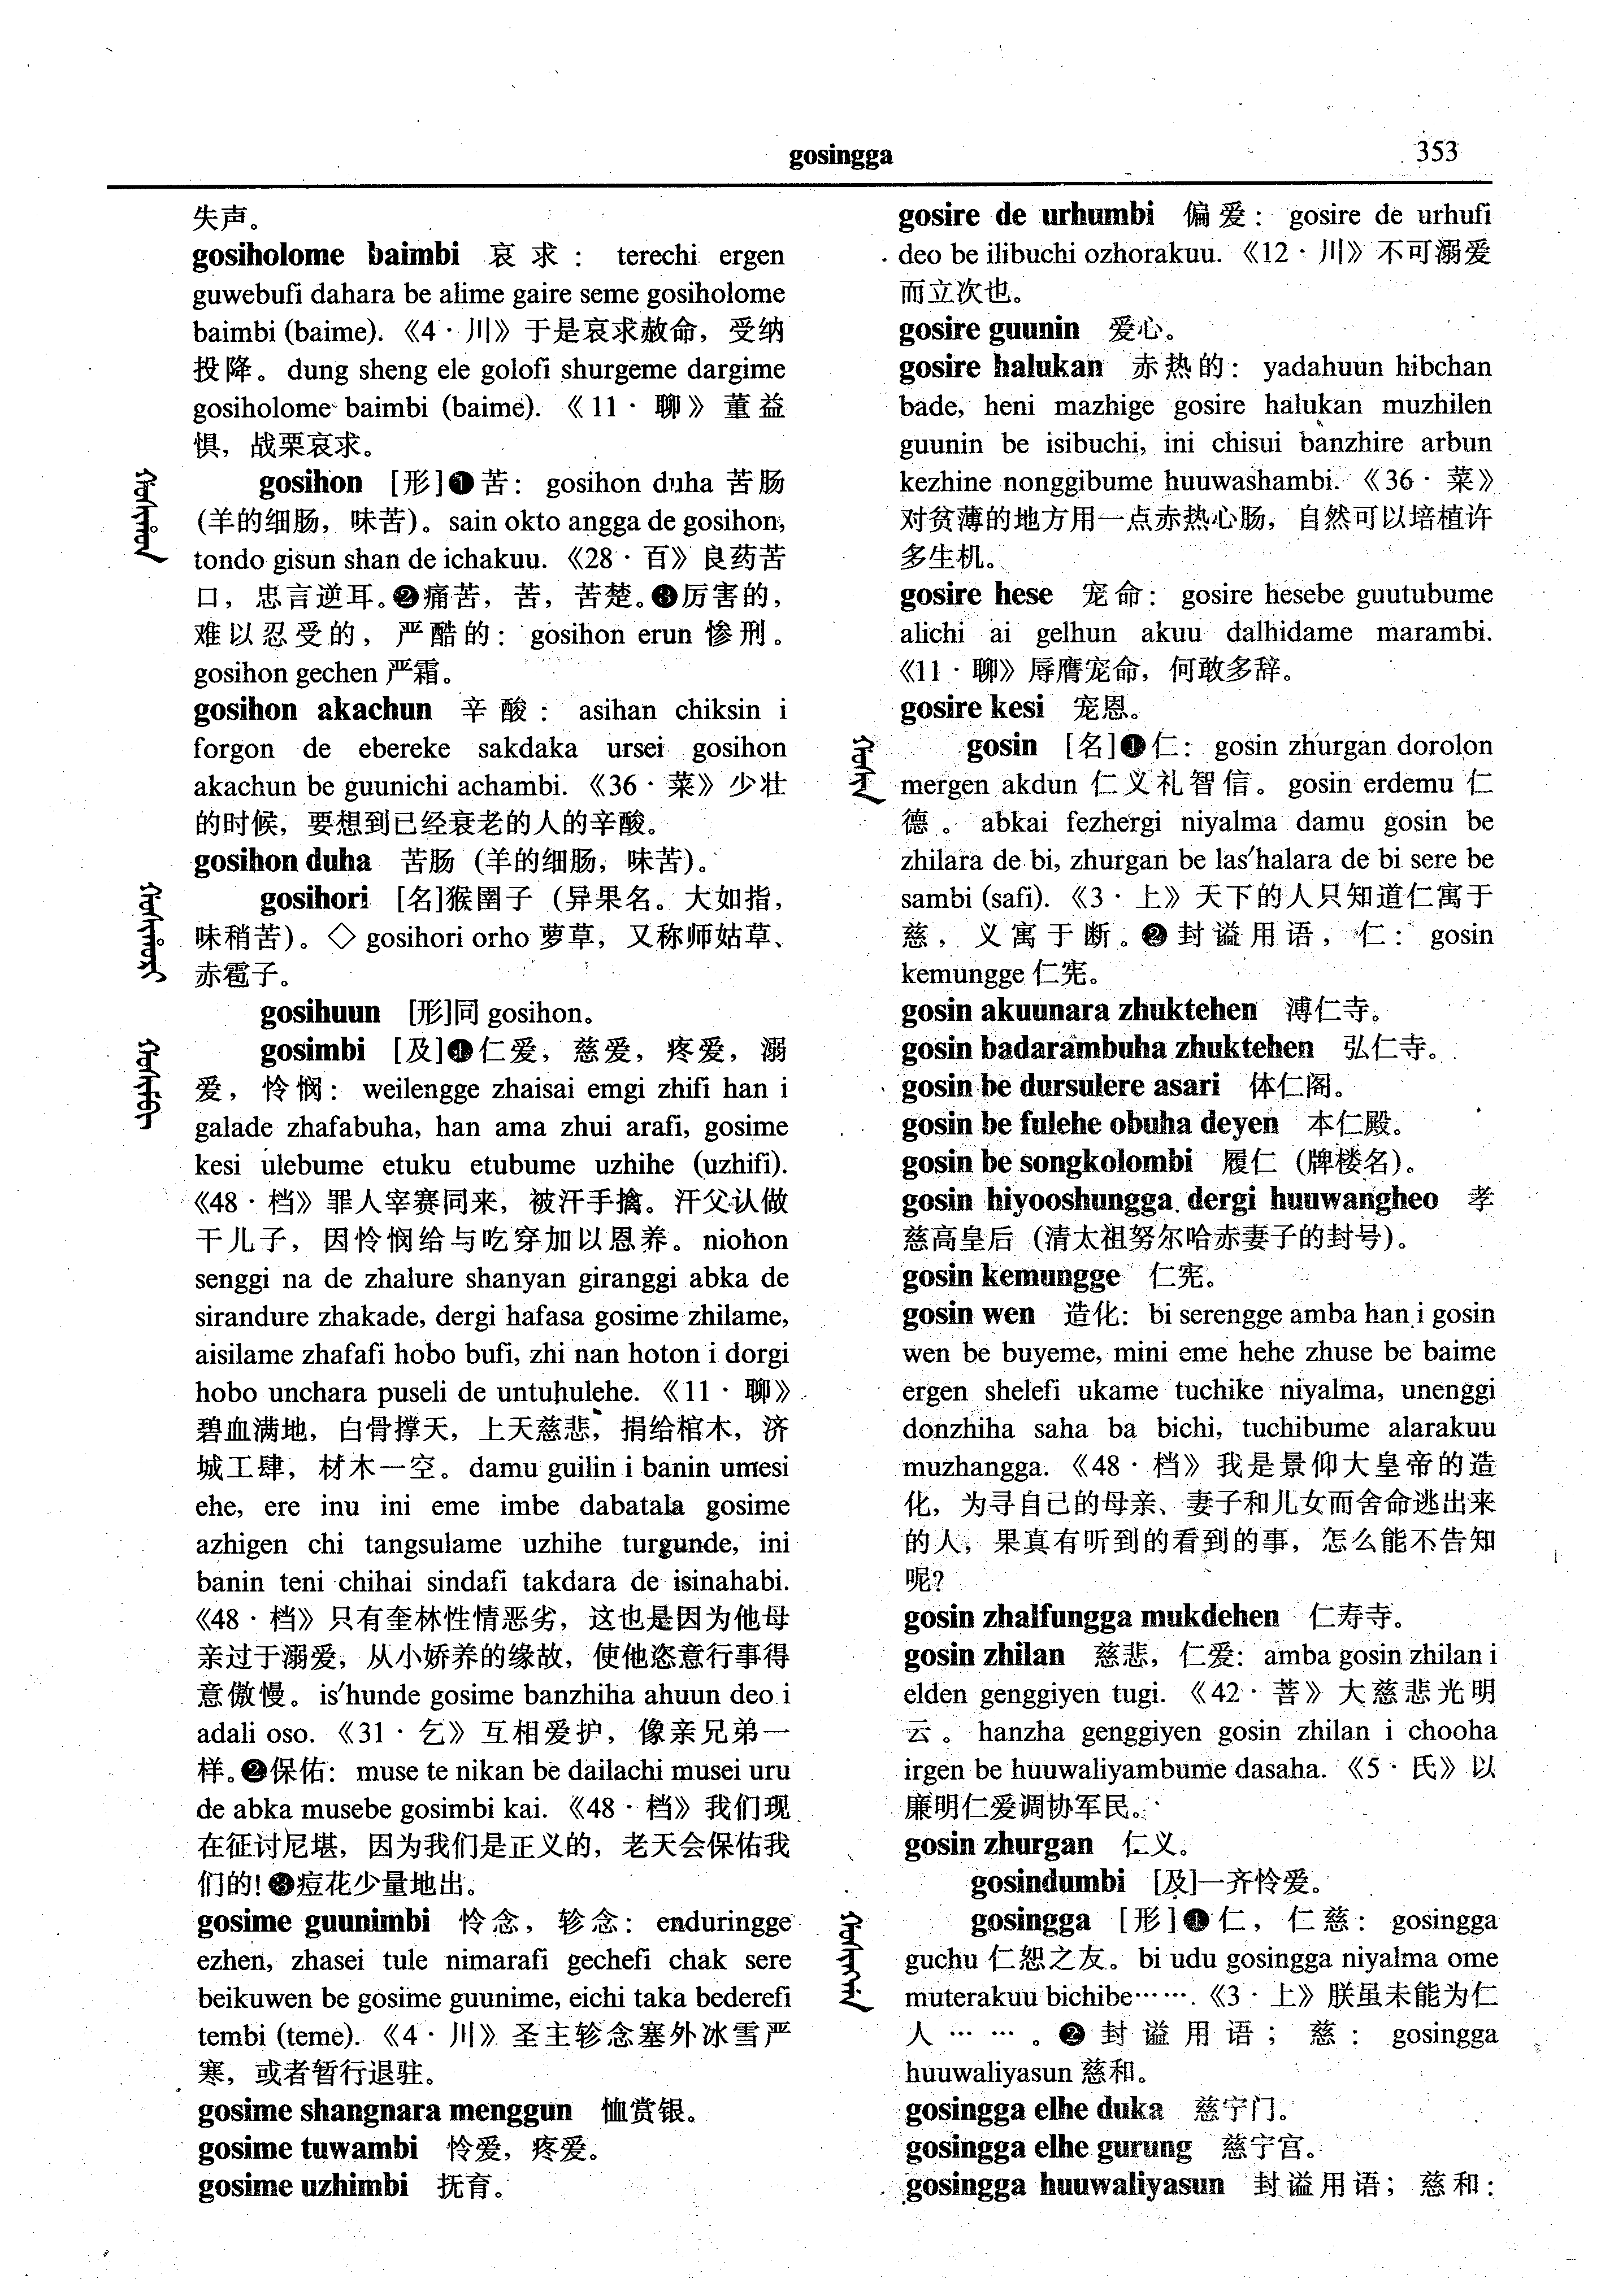 gosingga
353
失声。
gosiholome baimbi 哀求： terechi ergen
guwebufi dahara be alime gaire seme gosiholome
baimbi (baime). 《4·川》于是哀求赦命，受纳
投降。dung sheng ele golofi shurgeme dargime
gosiholome baimbi (baime). 《11·聊》董益
惧，战栗哀求。
gosihon [形]❶苦： gosihon duha 苦肠
(羊的细肠，味苦)。sain okto angga de gosihon,
tondo gisun shan de ichakuu. 《28·百》良药苦
口，忠言逆耳。❷痛苦，苦，苦楚。❸厉害的，
难以忍受的，严酷的： gosihon erun 惨刑。
gosihon gechen 严霜。
gosihon akachun 辛酸： asihan chiksin i
forgon de ebereke sakdaka ursei gosihon
akachun be guunichi achambi. 《36·菜》少壮
的时候，要想到已经衰老的人的辛酸。
gosihon duha 苦肠 (羊的细肠，味苦)。
gosihori [名]猴圉子 (异果名。大如指，
味稍苦)。◇ gosihori orho 萝草，又称师姑草、
赤雹子。
gosihuun [形]同 gosihon。
gosimbi [及]❶仁爱，慈爱，疼爱，溺
爱，怜悯： weilengge zhaisai emgi zhifi han i
galade zhafabuha, han ama zhui arafi, gosime
kesi ulebume etuku etubume uzhihe (uzhifi).
《48·档》罪人宰赛同来，被汗手擒。汗父认做
干儿子，因怜悯给与吃穿加以恩养。niohon
senggi na de zhalure shanyan giranggi abka de
sirandure zhakade, dergi hafasa gosime zhilame,
aisilame zhafafi hobo bufi, zhi nan hoton i dorgi
hobo unchara puseli de untuhulehe. 《11·聊》
碧血满地，白骨撑天，上天慈悲，捐给棺木，济
城工肆，材木一空。damu guilin i banin umesi
ehe, ere inu ini eme imbe dabatala gosime
azhigen chi tangsulame uzhihe turgunde, ini
banin teni chihai sindafi takdara de isinahabi.
《48·档》只有奎林性情恶劣，这也是因为他母
亲过于溺爱，从小娇养的缘故，使他恣意行事得
意傲慢。is'hunde gosime banzhiha ahuun deo i
adali oso. 《31·乞》互相爱护，像亲兄弟一
样。❷保佑： muse te nikan be dailachi musei uru
de abka musebe gosimbi kai. 《48·档》我们现
在征讨尼堪，因为我们是正义的，老天会保佑我
们的！❸痘花少量地出。
gosime guunimbi 怜念，轸念： enduringge
ezhen, zhasei tule nimarafi gechefi chak sere
beikuwen be gosime guunime, eichi taka bederefi
tembi (teme). 《4·川》圣主轸念塞外冰雪严
寒，或者暂行退驻。
gosime shangnara menggun 恤赏银。
gosime tuwambi 怜爱，疼爱。
gosime uzhimbi 抚育。
gosire de urhumbi 偏爱： gosire de urhufi
deo be ilibuchi ozhorakuu. 《12·川》不可溺爱
而立次也。
gosire guunin 爱心。
gosire halukan 赤热的： yadahuun hibchan
bade, heni mazhige gosire halukan muzhilen
guunin be isibuchi, ini chisui banzhire arbun
kezhine nonggibume huuwashambi. 《36·菜》
对贫薄的地方用一点赤热心肠，自然可以培植许
多生机。
gosire hese 宠命： gosire hesebe guutubume
alichi ai gelhun akuu dalhidame marambi.
《11·聊》辱膺宠命，何敢多辞。
gosire kesi 宠恩。
gosin [名]❶仁： gosin zhurgan dorolon
mergen akdun 仁义礼智信。gosin erdemu 仁
德。abkai fezhergi niyalma damu gosin be
zhilara de bi, zhurgan be las'halara de bi sere be
sambi (safi). 《3·上》天下的人只知道仁寓于
慈，义寓于断。❷封谥用语，仁： gosin
kemungge 仁宪。
gosin akuunara zhuktehen 溥仁寺。
gosin badarambuha zhuktehen 弘仁寺。
gosin be dursulere asari 体仁阁。
gosin be fulehe obuha deyen 本仁殿。
gosin be songkolombi 履仁 (牌楼名)。
gosin hiyooshungga dergi huuwangheo 孝
慈高皇后 (清太祖努尔哈赤妻子的封号)。
gosin kemungge 仁宪。
gosin wen 造化： bi serengge amba han i gosin
wen be buyeme, mini eme hehe zhuse be baime
ergen shelefi ukame tuchike niyalma, unenggi
donzhiha saha ba bichi, tuchibume alarakuu
muzhangga. 《48·档》我是景仰大皇帝的造
化，为寻自己的母亲、妻子和儿女而舍命逃出来
的人，果真有听到的看到的事，怎么能不告知
呢？
gosin zhalfungga mukdehen 仁寿寺。
gosin zhilan 慈悲，仁爱： amba gosin zhilan i
elden genggiyen tugi. 《42·菩》大慈悲光明
云。hanzha genggiyen gosin zhilan i chooha
irgen be huuwaliyambume dasaha. 《5·氏》以
廉明仁爱调协军民。
gosin zhurgan 仁义。
gosindumbi [及]一齐怜爱。
gosingga [形]❶仁，仁慈： gosingga
guchu 仁恕之友。bi udu gosingga niyalma ome
muterakuu bichibe……. 《3·上》朕虽未能为仁
人……。❷封谥用语；慈： gosingga
huuwaliyasun 慈和。
gosingga elhe duka 慈宁门。
gosingga elhe gurung 慈宁宫。
gosingga huuwaliyasun 封谥用语；慈和：